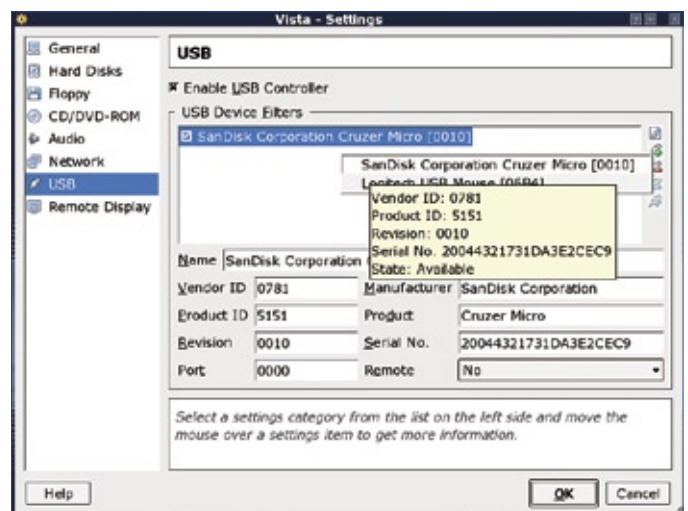 Vista - Settings
General
Hard Disks
Floppy
CD/DVD-ROM
Audio
Network
USB
Remote Display
USB
Enable USB Controller
USB Device Filters
SanDisk Corporation Cruzer Micro [0010]
SanDisk Corporation Cruzer Micro [0010]
Logitech USB Mouse
Vendor ID: 0781
Product ID: 5151
Revision: 0010
Serial No. 20044321731DA3E2CEC9
State: Available
Name SanDisk Corporation
Vendor ID 0781 Manufacturer SanDisk Corporation
Product ID 5151 Product Cruzer Micro
Revision 0010 Serial No. 20044321731DA3E2CEC9
Port 0000 Remote No
Select a settings category from the list on the left side and move the
mouse over a settings item to get more information.
Help OK Cancel